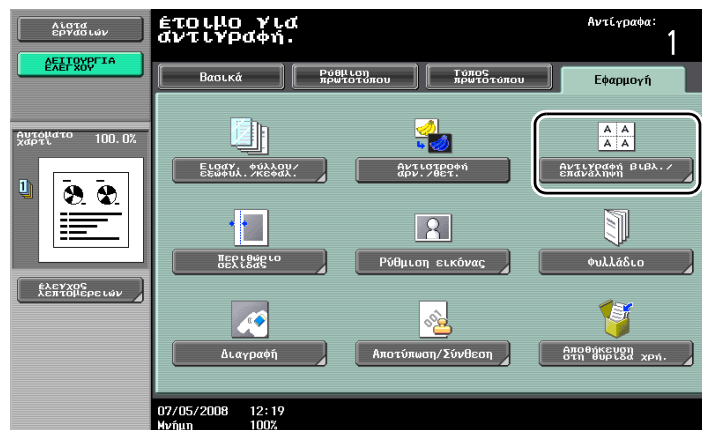 Λίστα
εργασιών
έτοιμο για
αντιγραφή.
Αντίγραφα:
1
ΛΕΙΤΟΥΡΓΙΑ
ΕΛΕΓΧΟΥ
Βασικά
Ρύθμιση
πρωτοτύπου
Τύπος
πρωτοτύπου
Εφαρμογή
Αυτόματο
χαρτί
100.0%
Εισαγ. φύλλου/
εξωφυλ./κεφαλ.
Αντιστροφή
αρν./θετ.
Αντιγραφή βιβλ./
επανάληψη
Περιθώριο
σελίδας
Ρύθμιση εικόνας
Φυλλάδιο
έλεγχος
λεπτομερειών
Διαγραφή
Αποτύπωση/Σύνθεση
Αποθήκευση
στη θυρίδα χρή.
07/05/2008 12:19
Μνήμη 100%